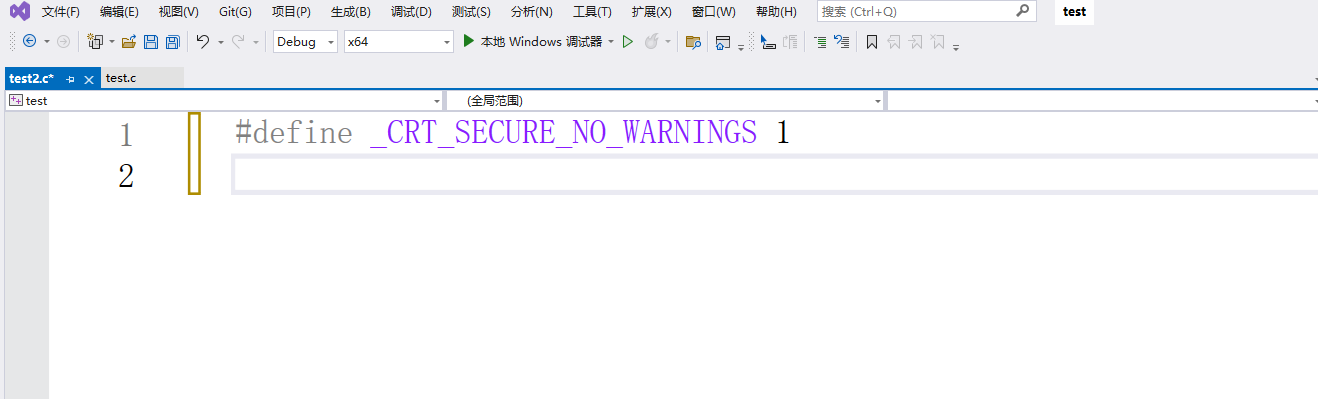 文件(F) 编辑(E) 视图(V) Git(G) 项目(P) 生成(B) 调试(D) 测试(S) 分析(N) 工具(T) 扩展(X) 窗口(W) 帮助(H) 搜索 (Ctrl+Q) test
Debug x64 本地 Windows 调试器
test2.c* test.c
test (全局范围)
1 #define _CRT_SECURE_NO_WARNINGS 1
2